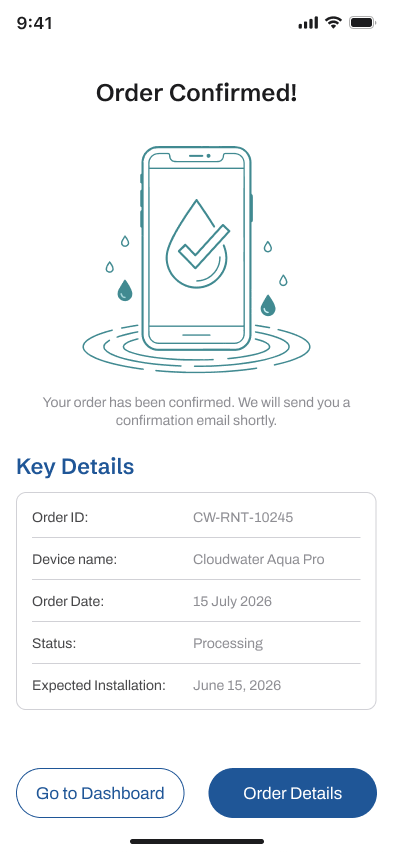 9:41
Order Confirmed!
Your order has been confirmed. We will send you a
confirmation email shortly.
Key Details
Order ID: CW-RNT-10245
Device name: Cloudwater Aqua Pro
Order Date: 15 July 2026
Status: Processing
Expected Installation: June 15, 2026
Go to Dashboard Order Details